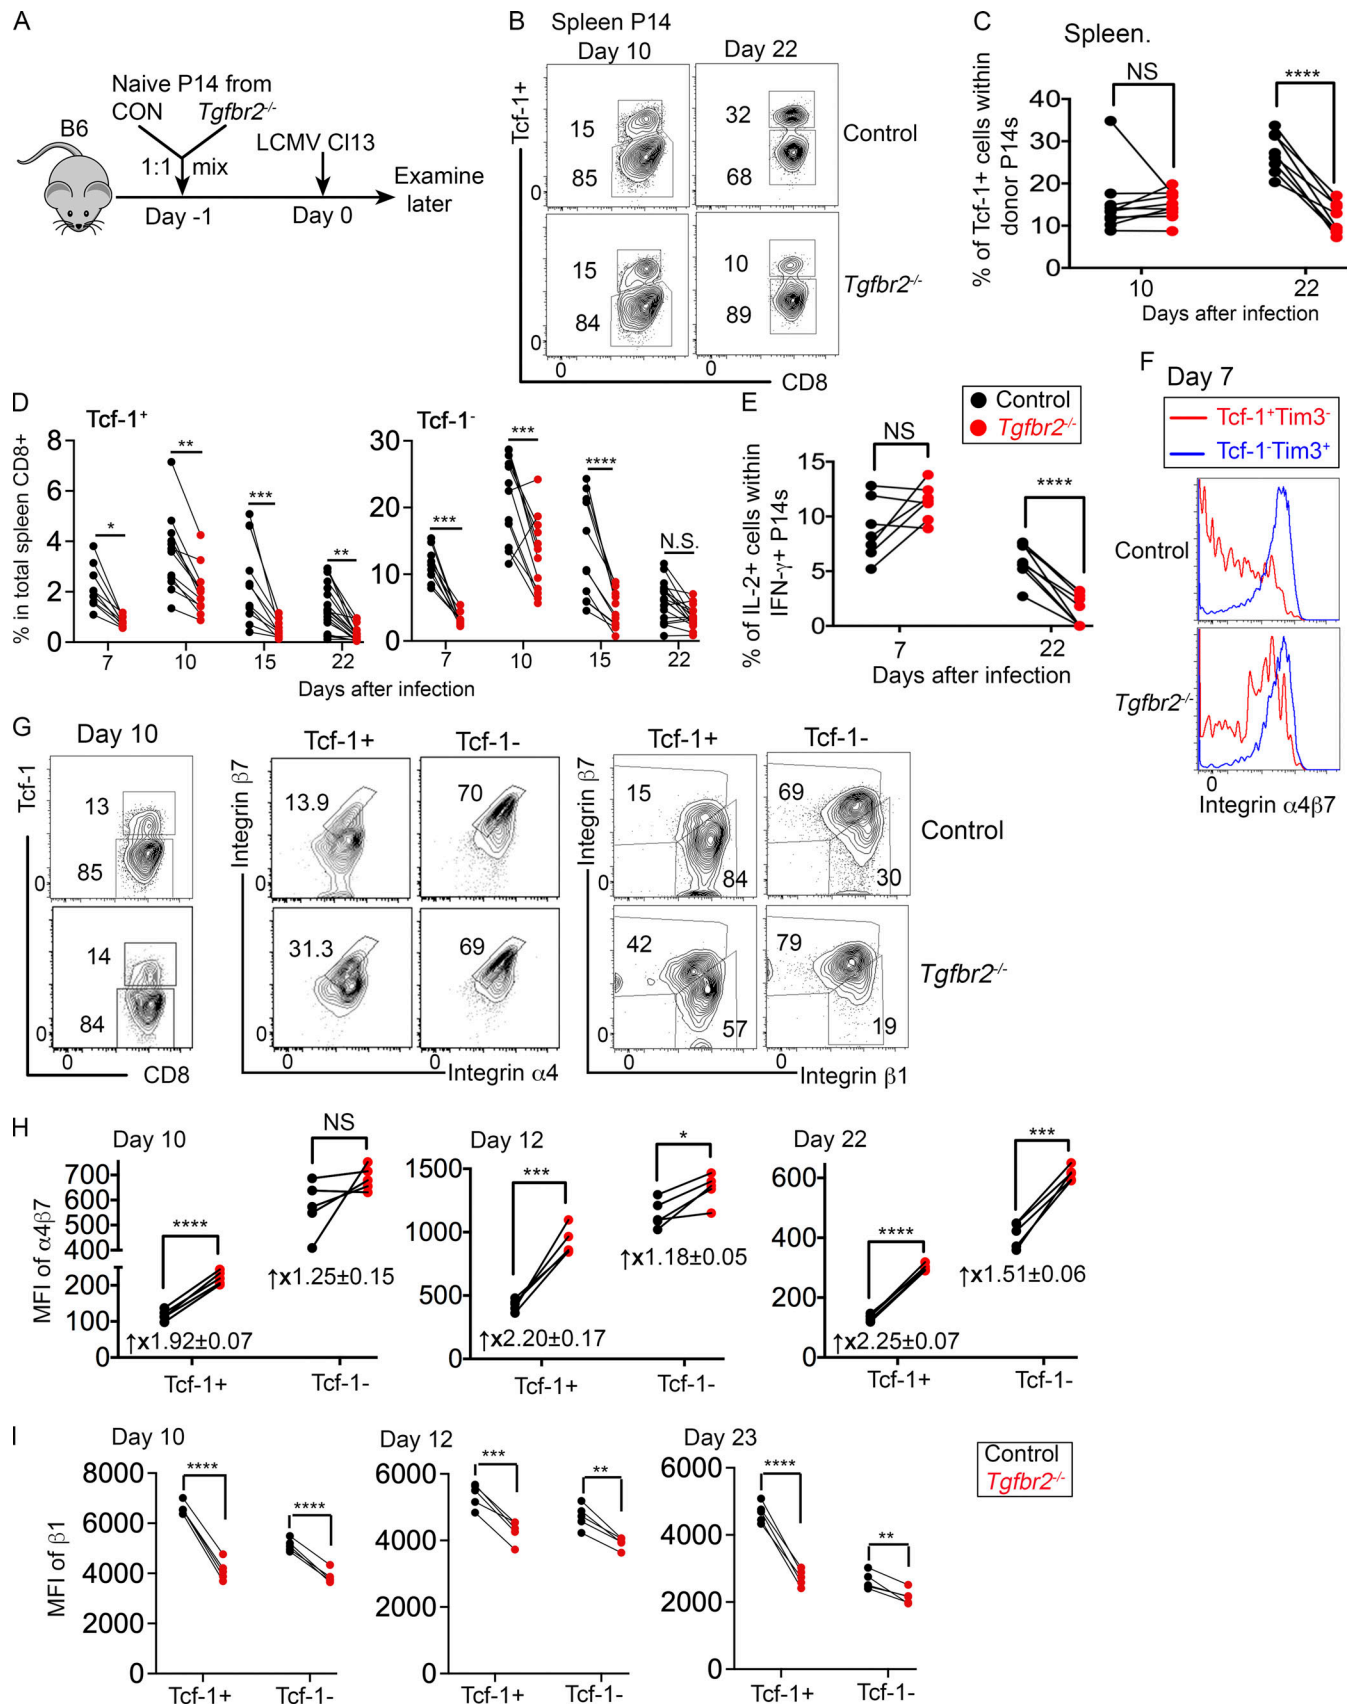 A
Naive P14 from
CON Tgfbr2-/-
B6
1:1 mix
LCMV Cl13
Day -1
Day 0
Examine
later
B
Spleen P14
Day 10
Day 22
Tcf-1+
15
85
32
68
Control
15
84
10
89
Tgfbr2-/-
0
0
0
0
CD8
C
Spleen.
NS
****
% of Tcf-1+ cells within
donor P14s
40
30
20
10
0
10
22
Days after infection
D
Tcf-1+
% in total spleen CD8+
8
6
4
2
0
*
**
***
**
7
10
15
22
Tcf-1-
30
20
10
0
***
***
****
N.S.
7
10
15
22
Days after infection
E
Control
Tgfbr2-/-
% of IL-2+ cells within
IFN-γ+ P14s
15
10
5
0
NS
****
7
22
Days after infection
F
Day 7
Tcf-1+Tim3-
Tcf-1-Tim3+
Control
Tgfbr2-/-
0
Integrin α4β7
G
Day 10
Tcf-1
13
85
0
14
84
0
0
CD8
Tcf-1+
Tcf-1-
Integrin β7
13.9
70
0
31.3
69
0
0
0
Integrin α4
Tcf-1+
Tcf-1-
Integrin β7
15
84
69
30
0
Control
42
57
79
19
0
Tgfbr2-/-
0
0
Integrin β1
H
MFI of α4β7
Day 10
700
600
500
400
200
100
0
****
NS
↑x1.92±0.07
↑x1.25±0.15
Tcf-1+
Tcf-1-
Day 12
1500
1000
500
0
***
*
↑x2.20±0.17
↑x1.18±0.05
Tcf-1+
Tcf-1-
Day 22
600
400
200
0
****
***
↑x2.25±0.07
↑x1.51±0.06
Tcf-1+
Tcf-1-
I
MFI of β1
Day 10
8000
6000
4000
2000
0
****
****
Tcf-1+
Tcf-1-
Day 12
6000
4000
2000
0
***
**
Tcf-1+
Tcf-1-
Day 23
6000
4000
2000
0
****
**
Tcf-1+
Tcf-1-
Control
Tgfbr2-/-